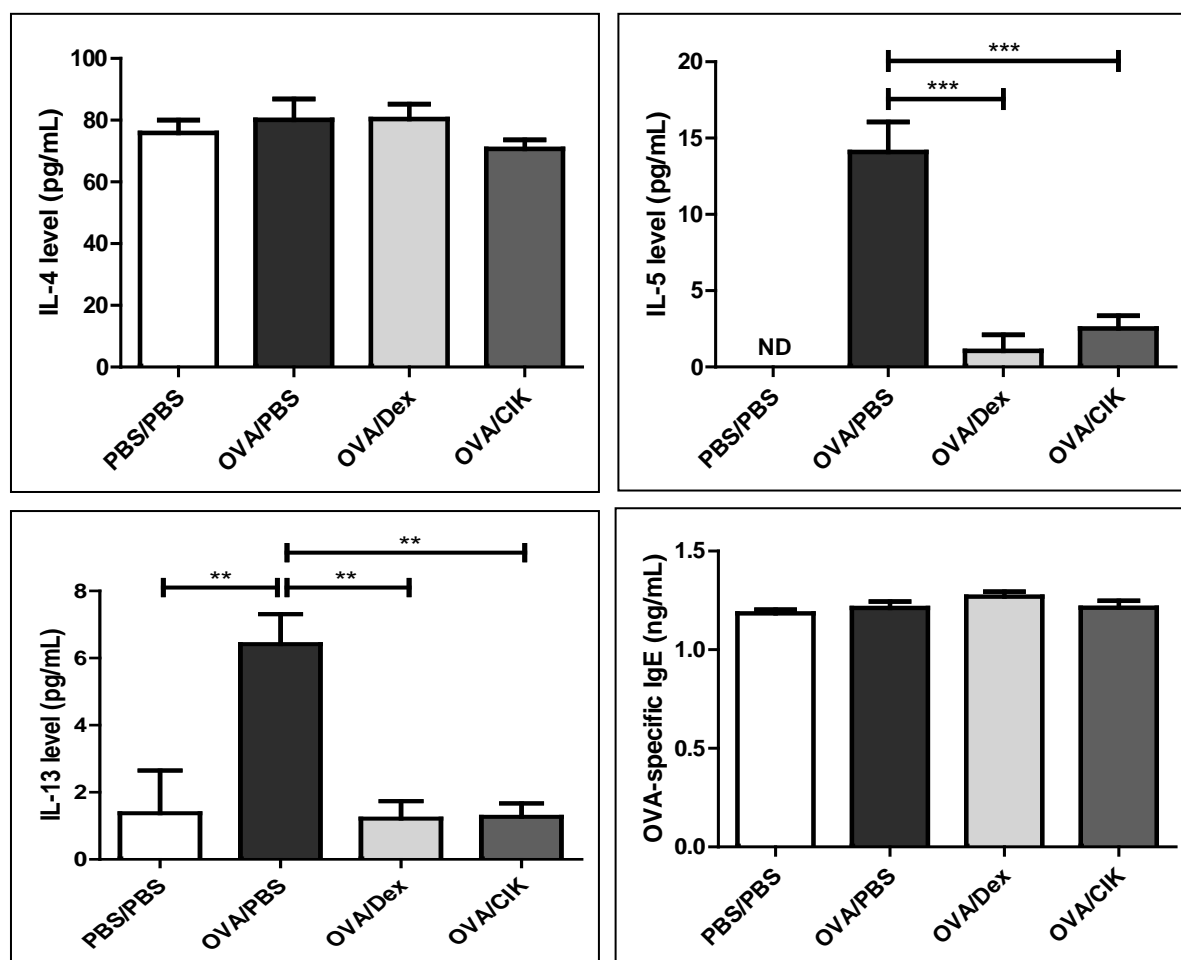 IL-4 level (pg/mL)
100
80
60
40
20
0
PBS/PBS
OVA/PBS
OVA/Dex
OVA/CIK
IL-5 level (pg/mL)
20
15
10
5
0
***
***
ND
PBS/PBS
OVA/PBS
OVA/Dex
OVA/CIK
IL-13 level (pg/mL)
8
6
4
2
0
**
**
**
PBS/PBS
OVA/PBS
OVA/Dex
OVA/CIK
OVA-specific IgE (ng/mL)
1.5
1.0
0.5
0.0
PBS/PBS
OVA/PBS
OVA/Dex
OVA/CIK